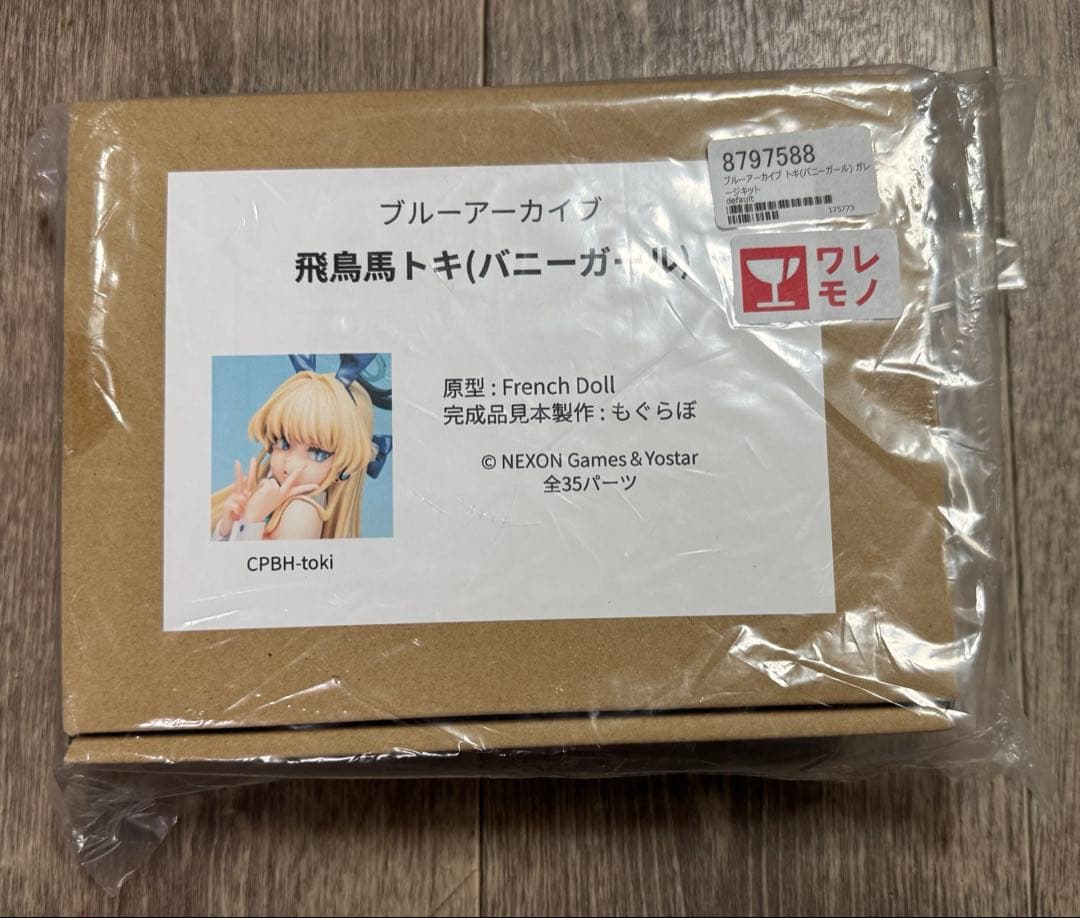 8797588
ブルーアーカイブ トキ(バニーガール) ガレ
ージキット
default
175773
ワレ
モノ
ブルーアーカイブ
飛鳥馬トキ(バニーガール)
原型 : French Doll
完成品見本製作 : もぐらぼ
© NEXON Games & Yostar
全35パーツ
CPBH-toki